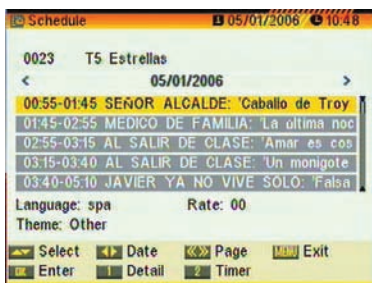 Schedule 05/01/2006 10:48
0023 T5 Estrellas
< 05/01/2006 >
00:55-01:45 SEÑOR ALCALDE: 'Caballo de Troy
01:45-02:55 MEDICO DE FAMILIA: 'La última noc
02:55-03:15 AL SALIR DE CLASE: 'Amar es cos
03:15-03:40 AL SALIR DE CLASE: 'Un monigote
03:40-05:10 JAVIER YA NO VIVE SOLO: 'Falsa
Language: spa Rate: 00
Theme: Other
Select Date Page MENU Exit
OK Enter 1 Detail 2 Timer